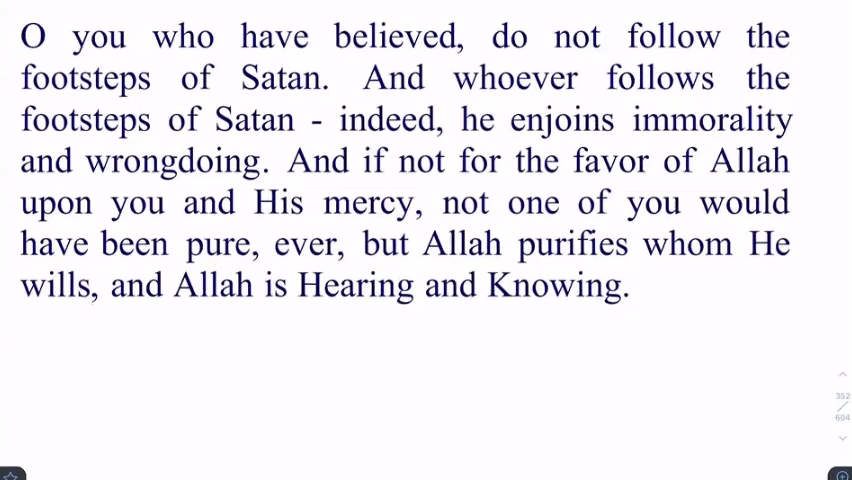 O you who have believed, do not follow the
footsteps of Satan. And whoever follows the
footsteps of Satan - indeed, he enjoins immorality
and wrongdoing. And if not for the favor of Allah
upon you and His mercy, not one of you would
have been pure, ever, but Allah purifies whom He
wills, and Allah is Hearing and Knowing.
352
604